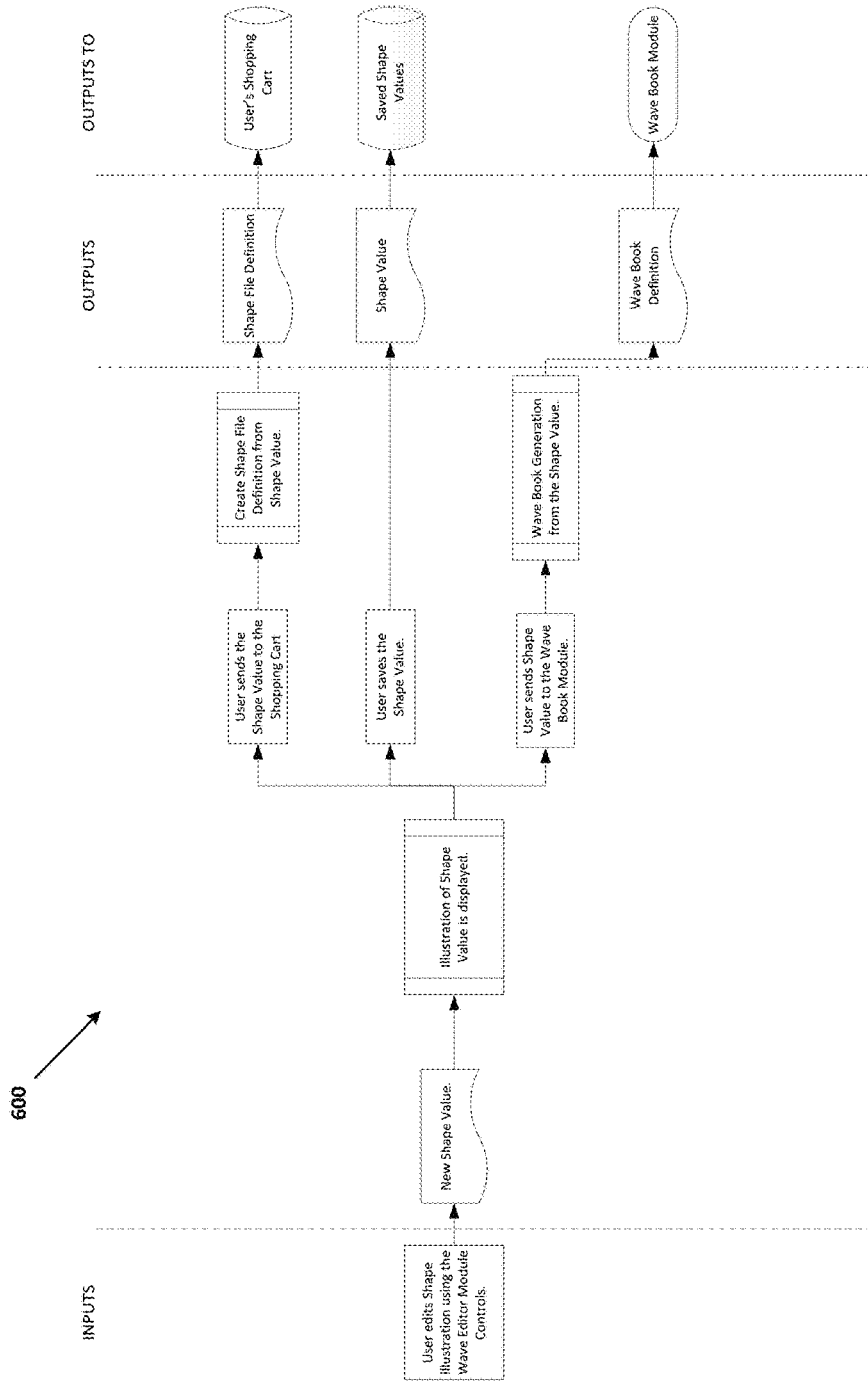 600
INPUTS
OUTPUTS
OUTPUTS TO
User edits Shape
Illustration using the
Wave Editor Module
Controls.
New Shape Value.
Illustration of Shape
Value is displayed.
User sends the
Shape Value to the
Shopping Cart
Create Shape File
Definition from
Shape Value.
Shape File Definition
User's Shopping
Cart
User saves the
Shape Value.
Shape Value
Saved Shape
Values
User sends Shape
Value to the Wave
Book Module.
Wave Book Generation
from the Shape Value.
Wave Book
Definition
Wave Book Module